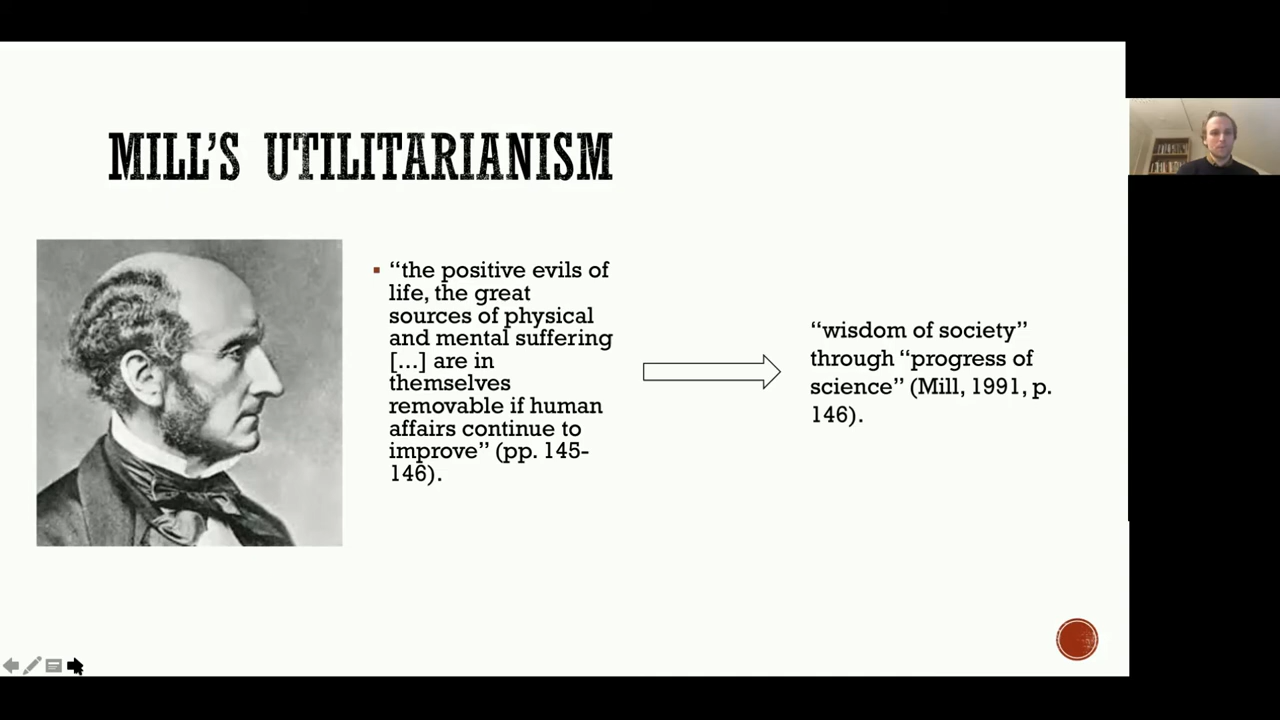 MILL'S UTILITARIANISM
▪ “the positive evils of
life, the great
sources of physical
and mental suffering
[…] are in
themselves
removable if human
affairs continue to
improve” (pp. 145-
146).
“wisdom of society”
through “progress of
science” (Mill, 1991, p.
146).